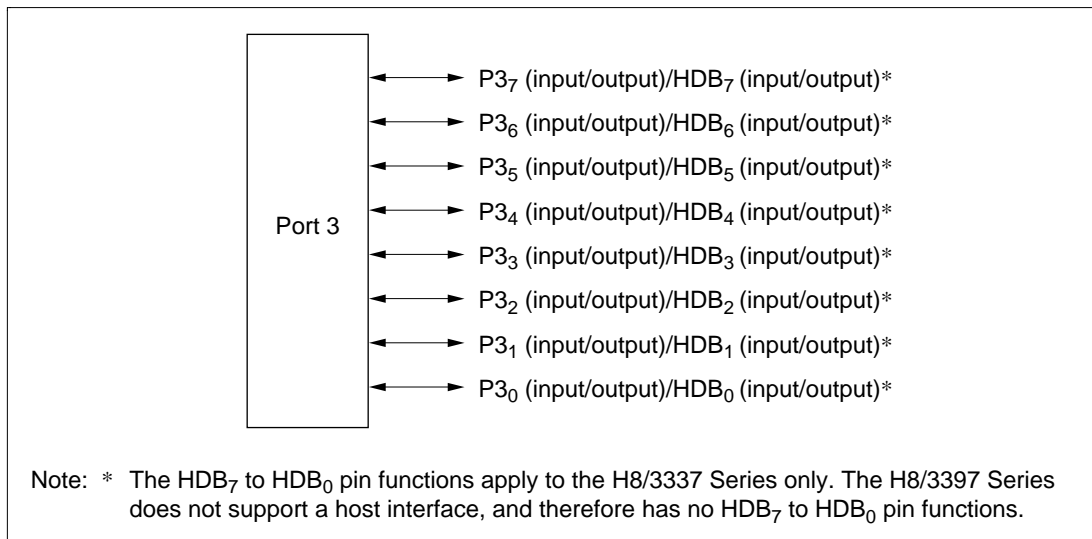 P3₇ (input/output)/HDB₇ (input/output)*
P3₆ (input/output)/HDB₆ (input/output)*
P3₅ (input/output)/HDB₅ (input/output)*
P3₄ (input/output)/HDB₄ (input/output)*
Port 3
P3₃ (input/output)/HDB₃ (input/output)*
P3₂ (input/output)/HDB₂ (input/output)*
P3₁ (input/output)/HDB₁ (input/output)*
P3₀ (input/output)/HDB₀ (input/output)*
Note: * The HDB₇ to HDB₀ pin functions apply to the H8/3337 Series only. The H8/3397 Series
does not support a host interface, and therefore has no HDB₇ to HDB₀ pin functions.